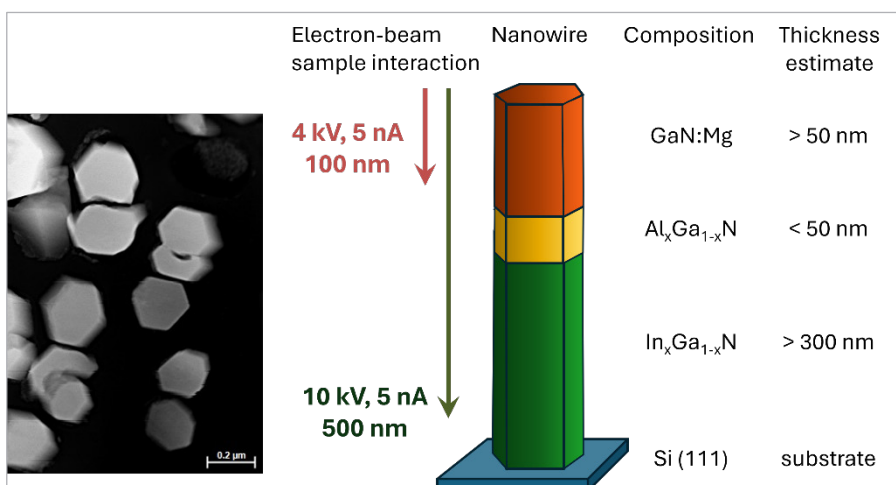 Electron-beam
sample interaction
Nanowire
Composition
Thickness
estimate
4 kV, 5 nA
100 nm
GaN:Mg
> 50 nm
AlₓGa₁₋ₓN
< 50 nm
InₓGa₁₋ₓN
> 300 nm
10 kV, 5 nA
500 nm
Si (111)
substrate
0.2 µm